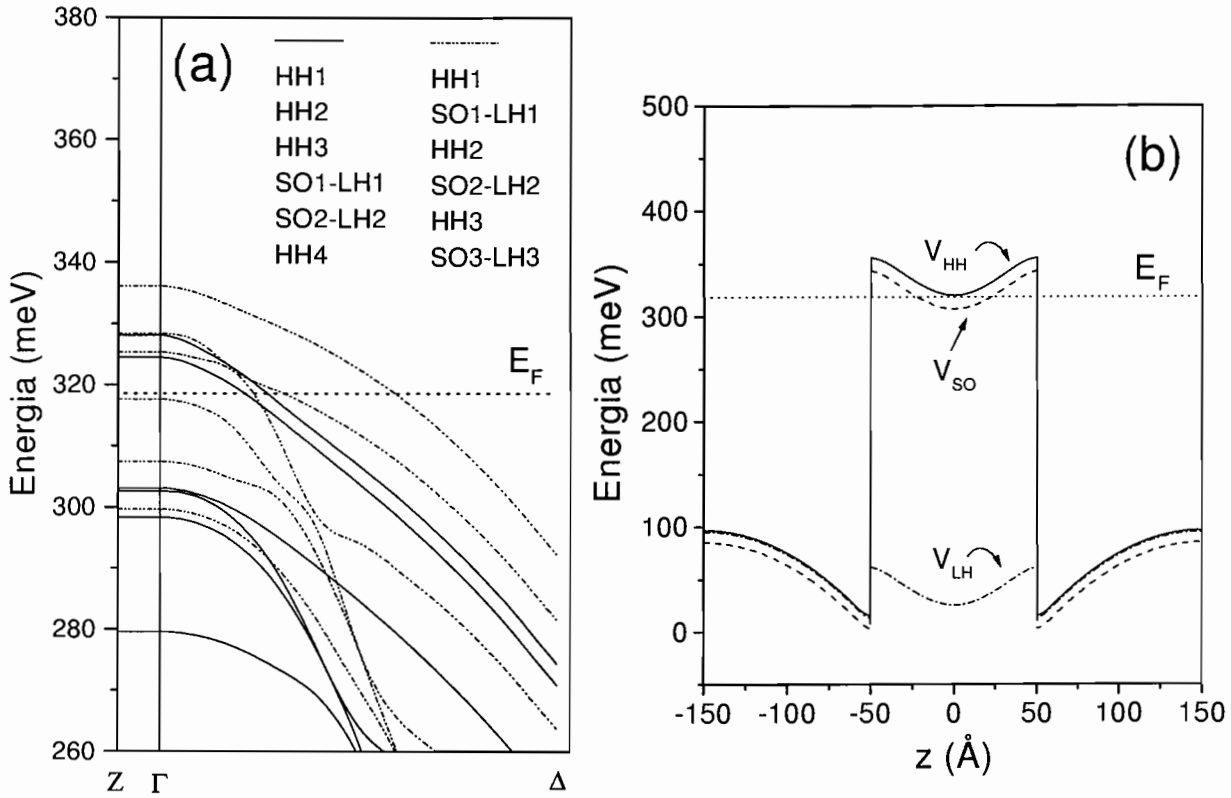 380
360
340
320
300
280
260
Energia (meV)
(a)
HH1
HH2
HH3
SO1-LH1
SO2-LH2
HH4
HH1
SO1-LH1
HH2
SO2-LH2
HH3
SO3-LH3
E_F
Z Γ Δ
500
400
300
200
100
0
Energia (meV)
(b)
V_HH
E_F
V_SO
V_LH
-150 -100 -50 0 50 100 150
z (Å)